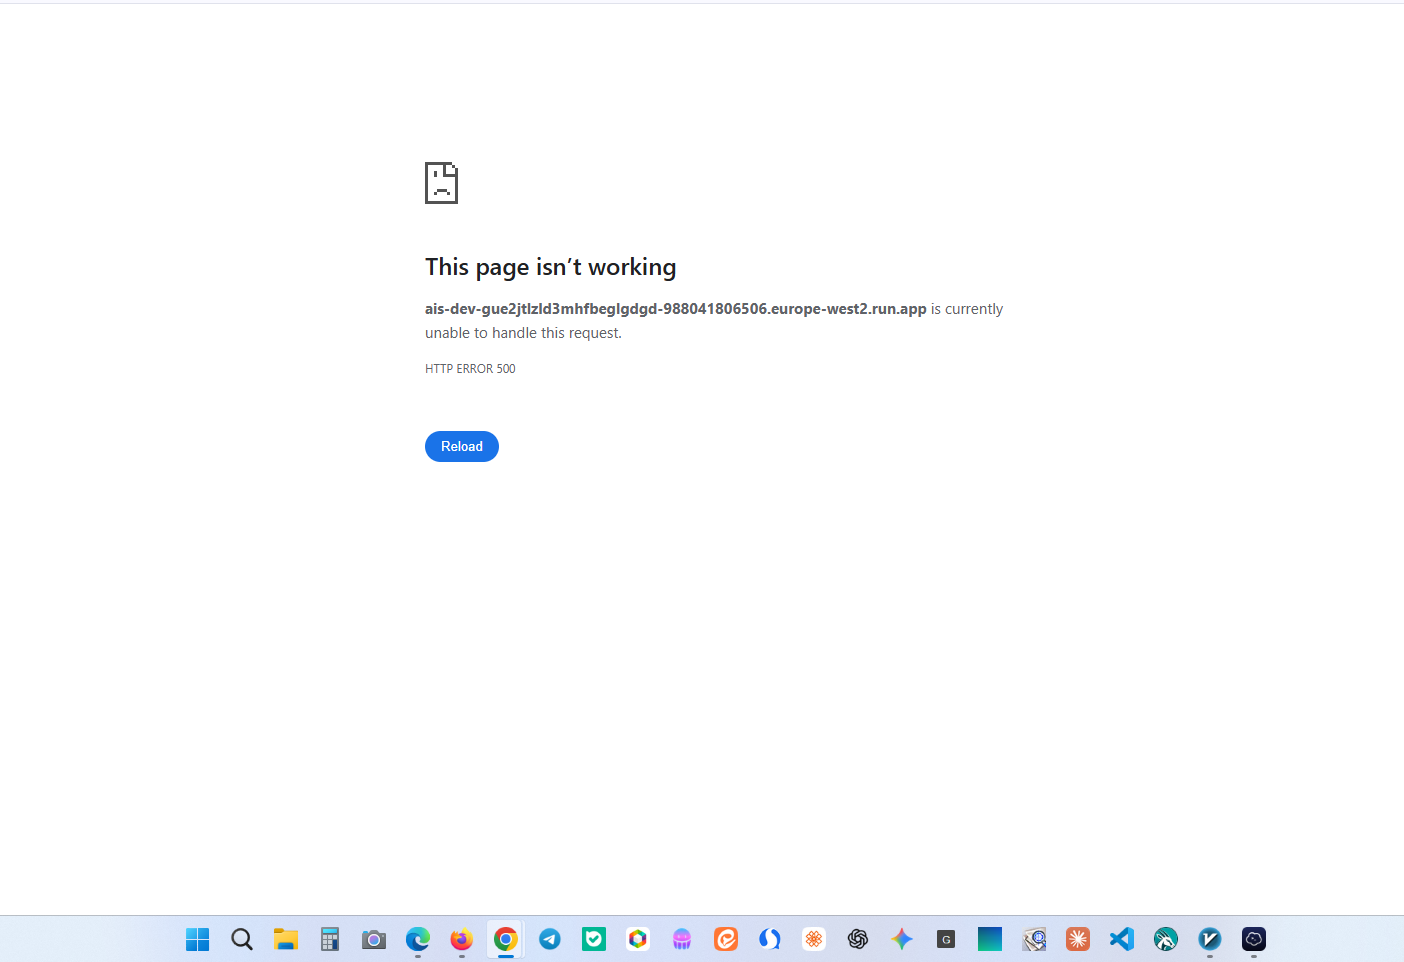 This page isn’t working
ais-dev-gue2jtlzld3mhfbeglgdgd-988041806506.europe-west2.run.app is currently
unable to handle this request.
HTTP ERROR 500
Reload
G